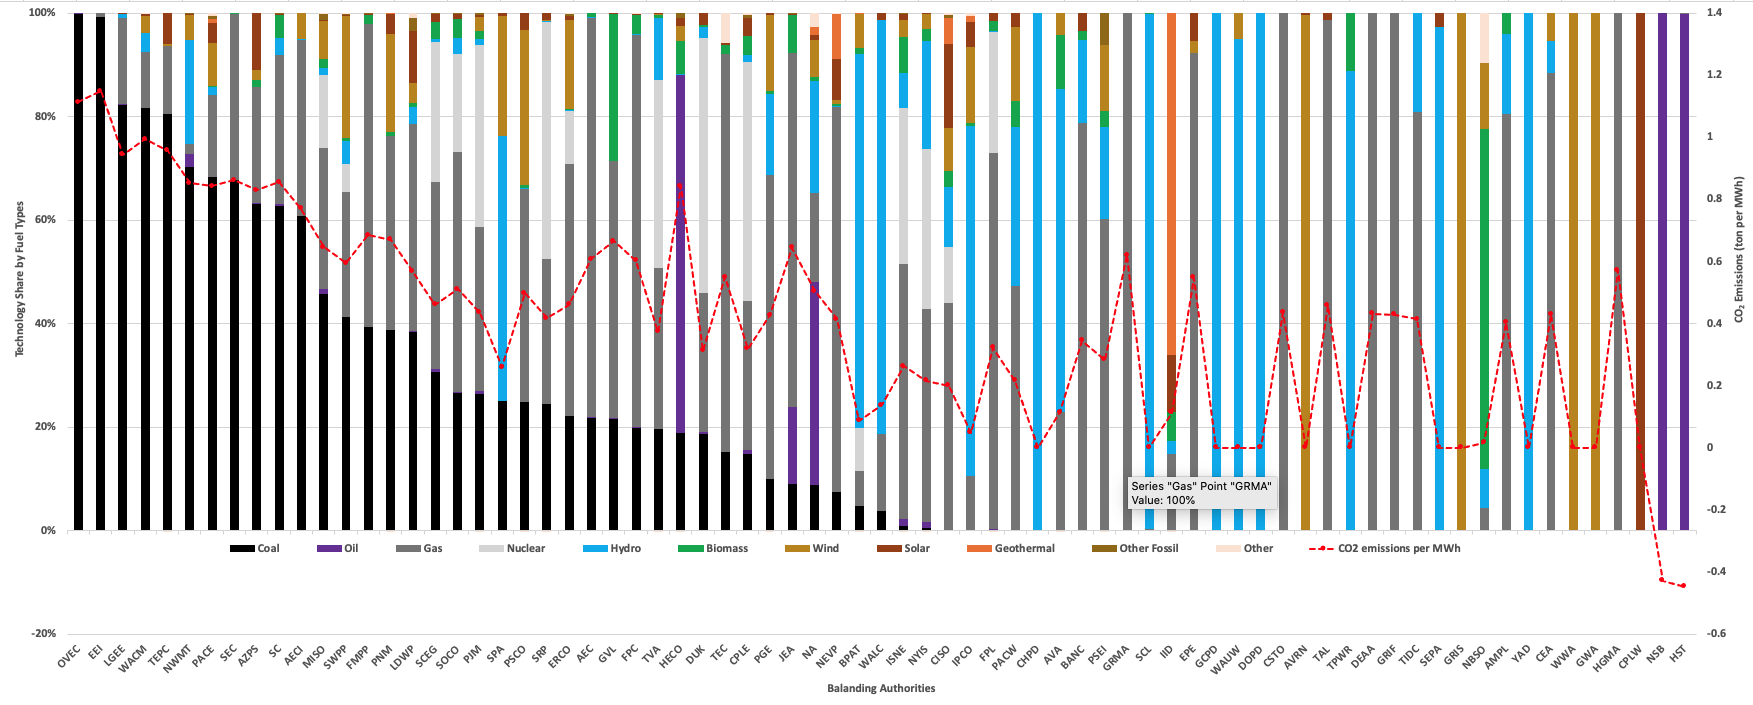 100%
80%
60%
40%
20%
0%
-20%
Technology Share by Fuel Types
1.4
1.2
1
0.8
0.6
0.4
0.2
0
-0.2
-0.4
-0.6
CO₂ Emissions (ton per MWh)
Series "Gas" Point "GRMA"
Value: 100%
Coal Oil Gas Nuclear Hydro Biomass Wind Solar Geothermal Other Fossil Other CO2 emissions per MWh
OVEC EEI LGEE WACM TEPC NWMT PACE SEC AZPS SC AECI MISO SWPP FMPP PNM LDWP SCEG SOCO PJM SPA PSCO SRP ERCO AEC GVL FPC TVA HECO DUK TEC CPLE PGE JEA NA NEVP BPAT WALC ISNE NYIS CISO IPCO FPL PACW CHPD AVA BANC PSEI GRMA SCL IID EPE GCPD WAUW DOPD CSTO AVRN TAL TPWR DEAA GRIF TIDC SEPA GRIS NBSO AMPL YAD CEA WWA GWA HGMA CPLW NSB HST
Balanding Authorities